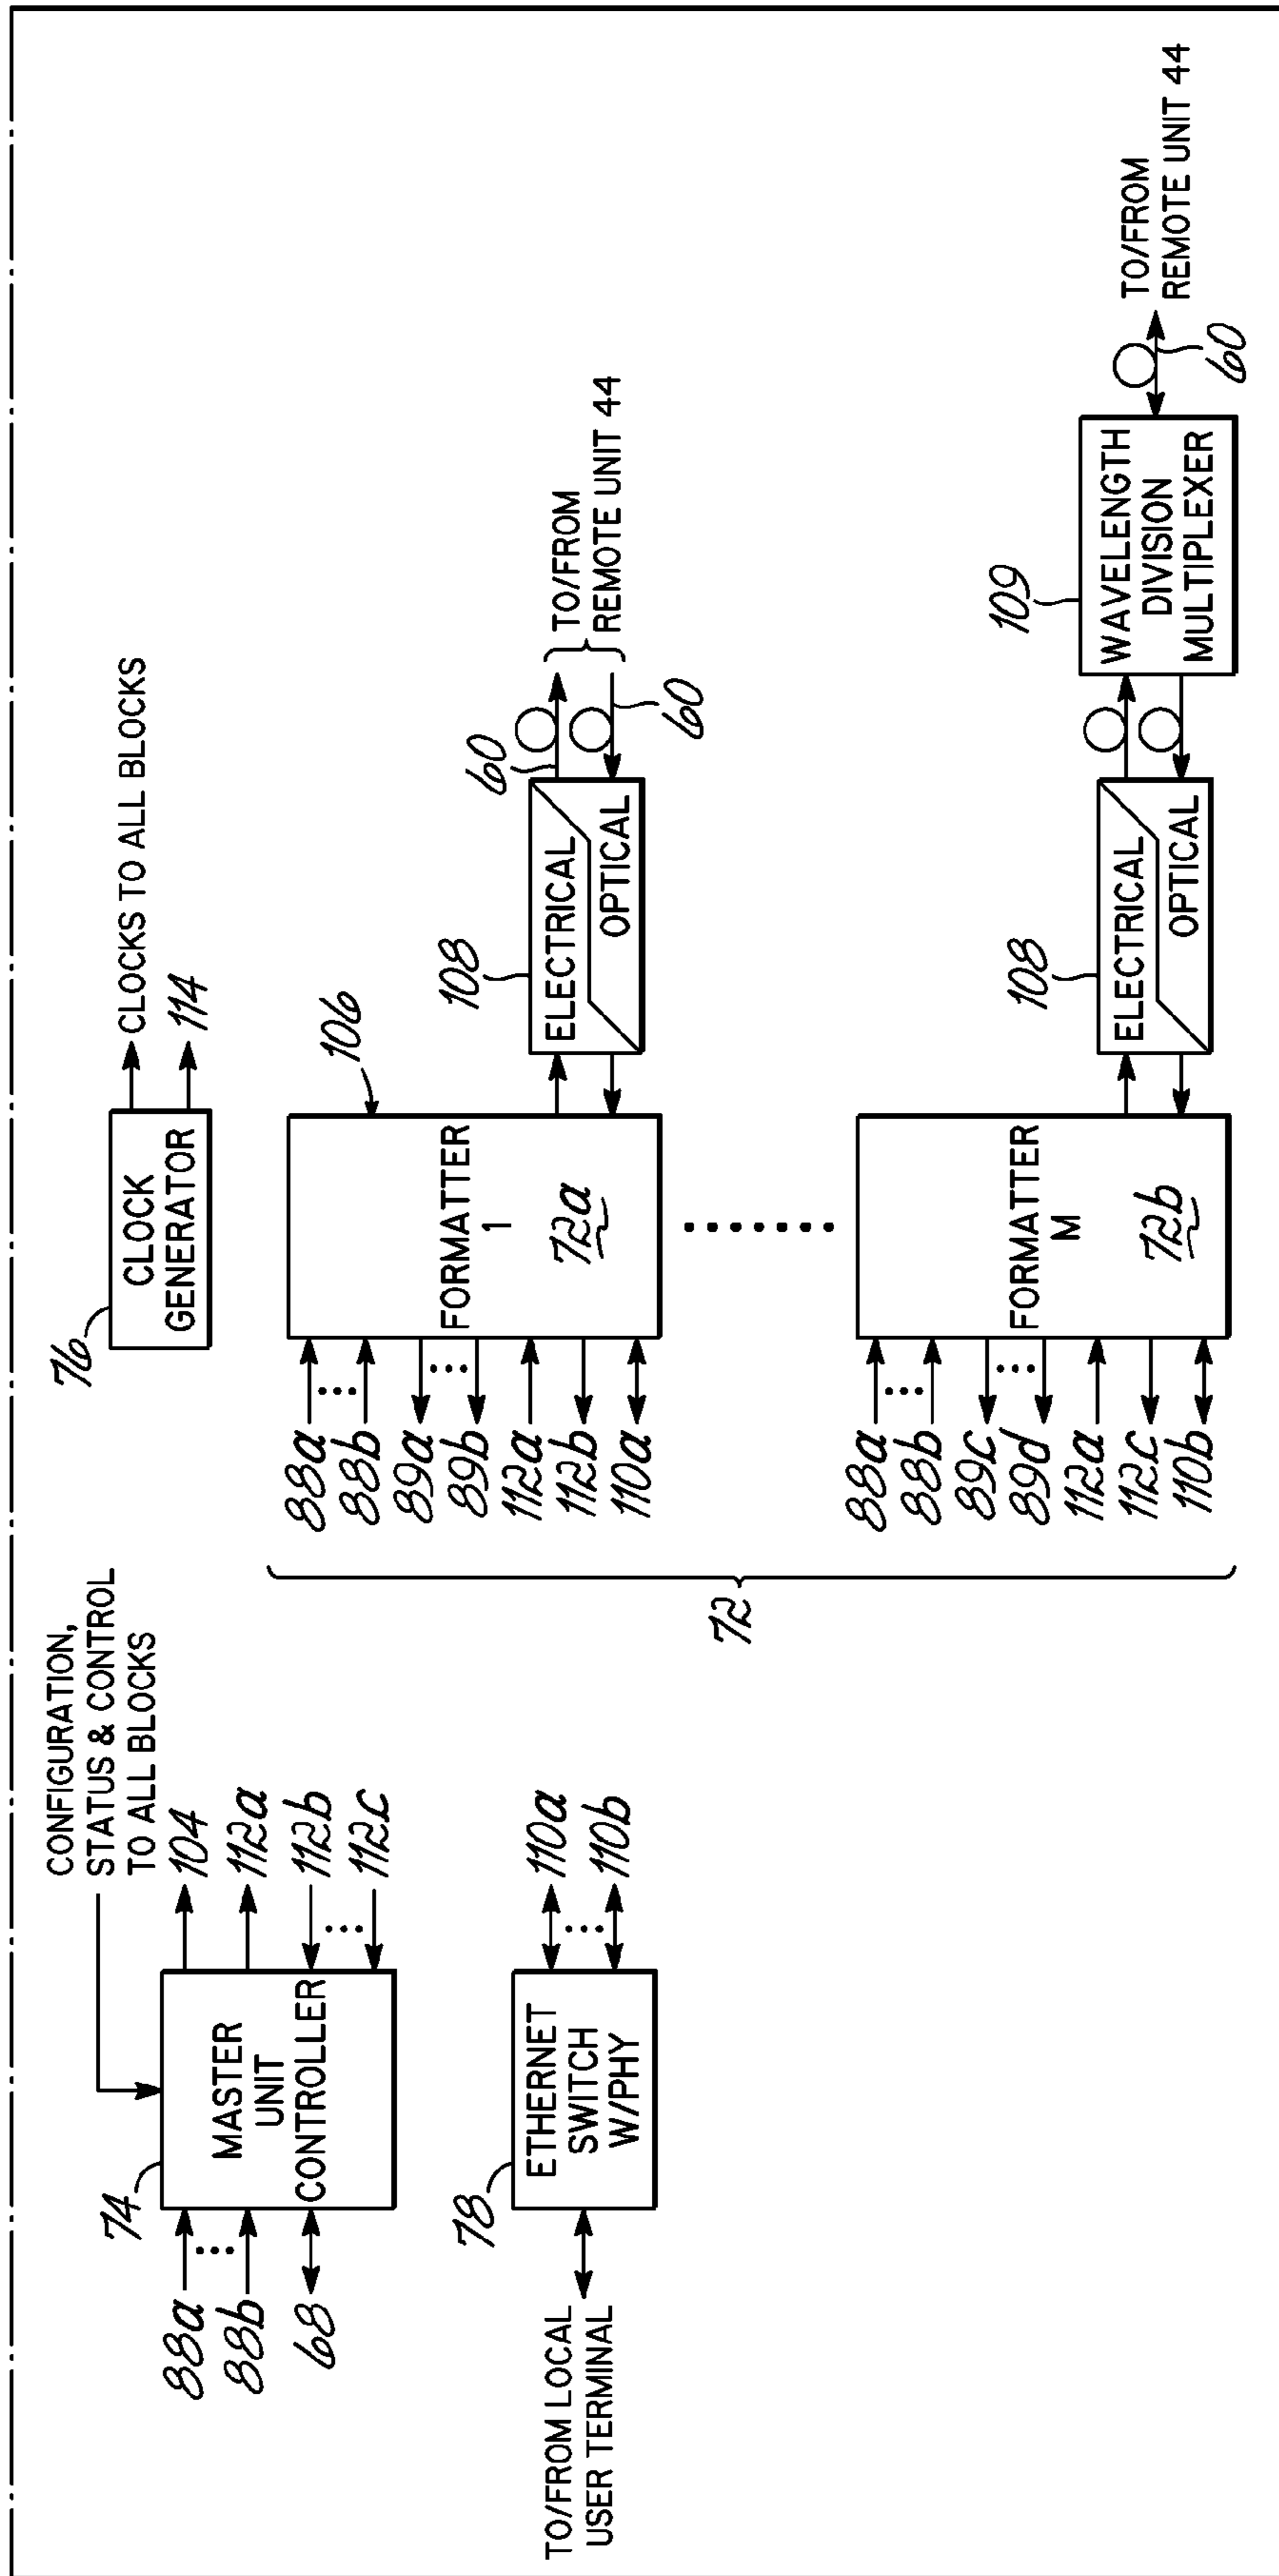 CONFIGURATION,
STATUS & CONTROL
TO ALL BLOCKS
74
88a
88b
68
MASTER
UNIT
CONTROLLER
104
112a
112b
112c
78
TO/FROM LOCAL
USER TERMINAL
ETHERNET
SWITCH
W/PHY
110a
110b
76
CLOCK
GENERATOR
CLOCKS TO ALL BLOCKS
114
72
88a
88b
89a
89b
112a
112b
110a
FORMATTER
1
72a
106
108
ELECTRICAL
OPTICAL
60
60
TO/FROM
REMOTE UNIT 44
88a
88b
89c
89d
112a
112c
110b
FORMATTER
M
72b
108
ELECTRICAL
OPTICAL
109
WAVELENGTH
DIVISION
MULTIPLEXER
60
TO/FROM
REMOTE UNIT 44